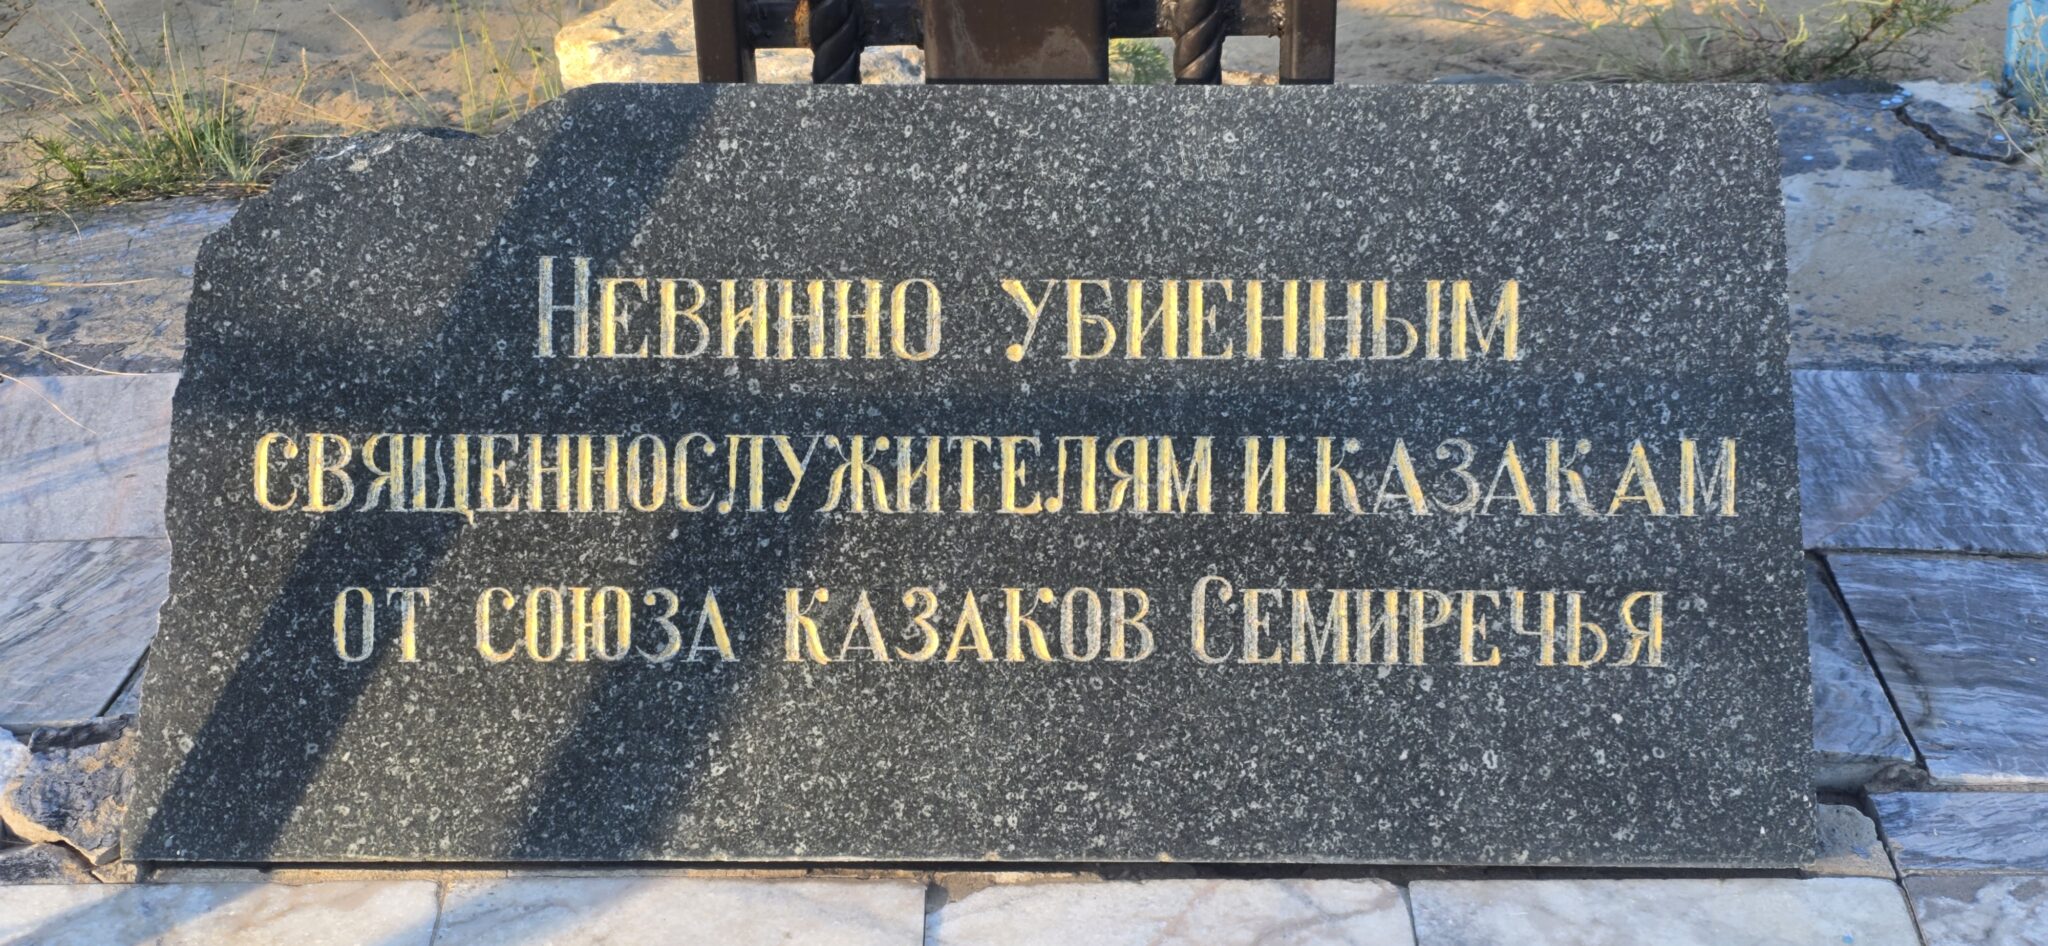 Невинно убиенным
священнослужителям и казакам
от союза казаков Семиречья